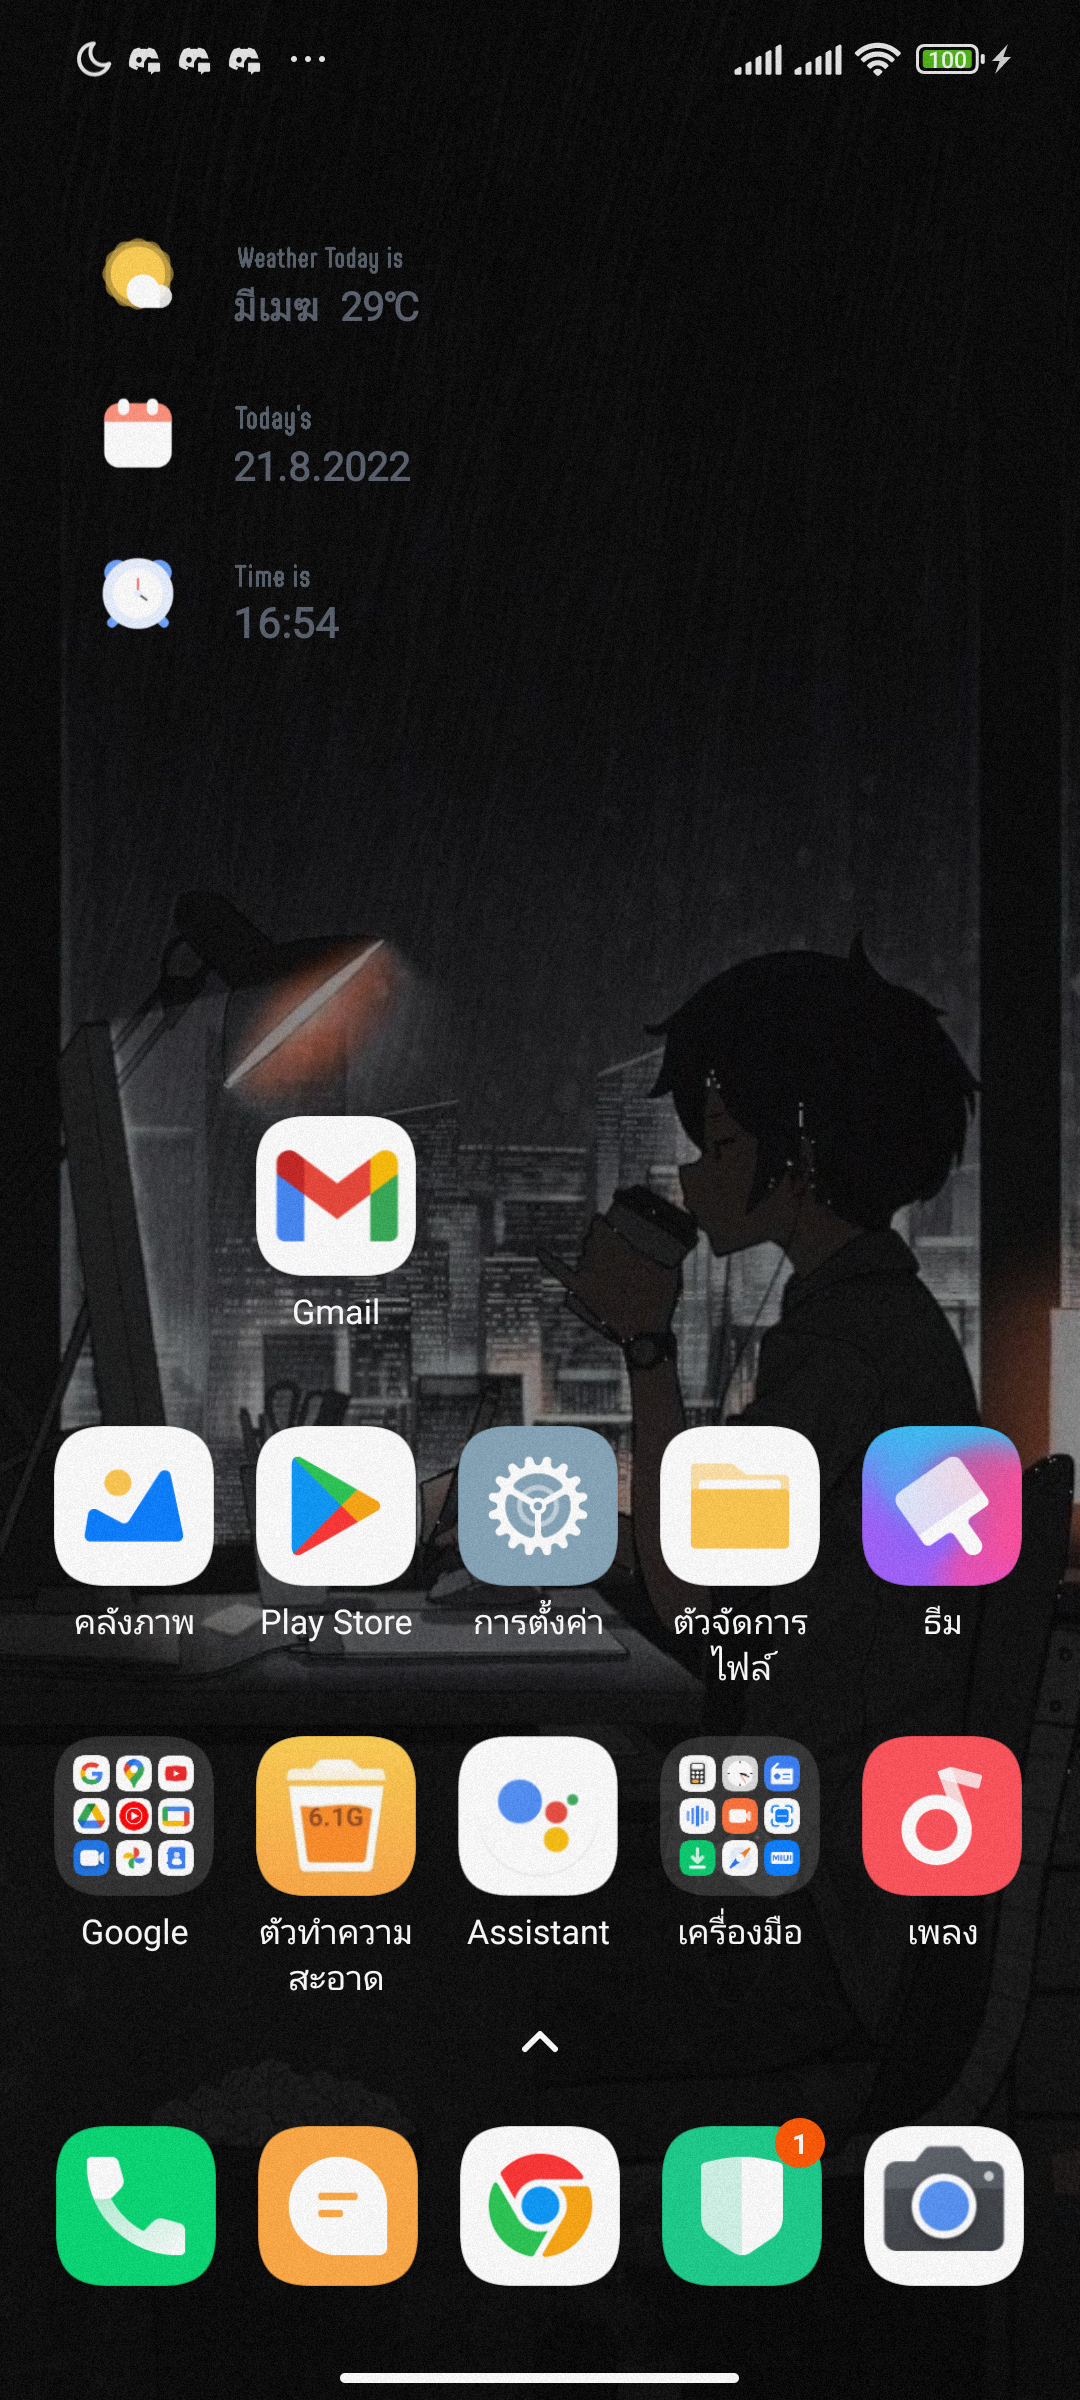 100
Weather Today is
มีเมฆ 29°C
Today's
21.8.2022
Time is
16:54
Gmail
คลังภาพ
Play Store
การตั้งค่า
ตัวจัดการ
ไฟล์
ธีม
6.1G
MIUI
Google
ตัวทำความ
สะอาด
Assistant
เครื่องมือ
เพลง
1